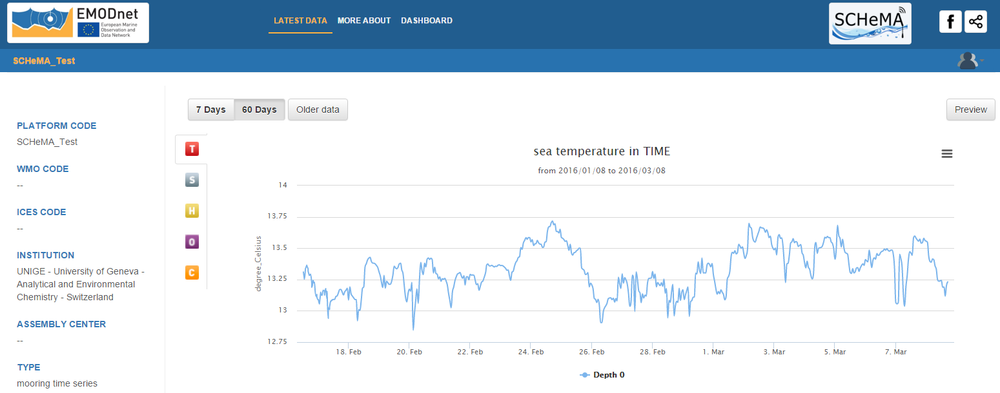 EMODnet
European Marine
Observation and
Data Network
LATEST DATA MORE ABOUT DASHBOARD
SCHeMA
f
SCHeMA_Test
7 Days 60 Days Older data Preview
PLATFORM CODE
SCHeMA_Test
WMO CODE
--
ICES CODE
--
INSTITUTION
UNIGE - University of Geneva -
Analytical and Environmental
Chemistry - Switzerland
ASSEMBLY CENTER
--
TYPE
mooring time series
T
S
H
O
C
sea temperature in TIME
from 2016/01/08 to 2016/03/08
degree_Celsius
14
13.75
13.5
13.25
13
12.75
18. Feb 20. Feb 22. Feb 24. Feb 26. Feb 28. Feb 1. Mar 3. Mar 5. Mar 7. Mar
Depth 0